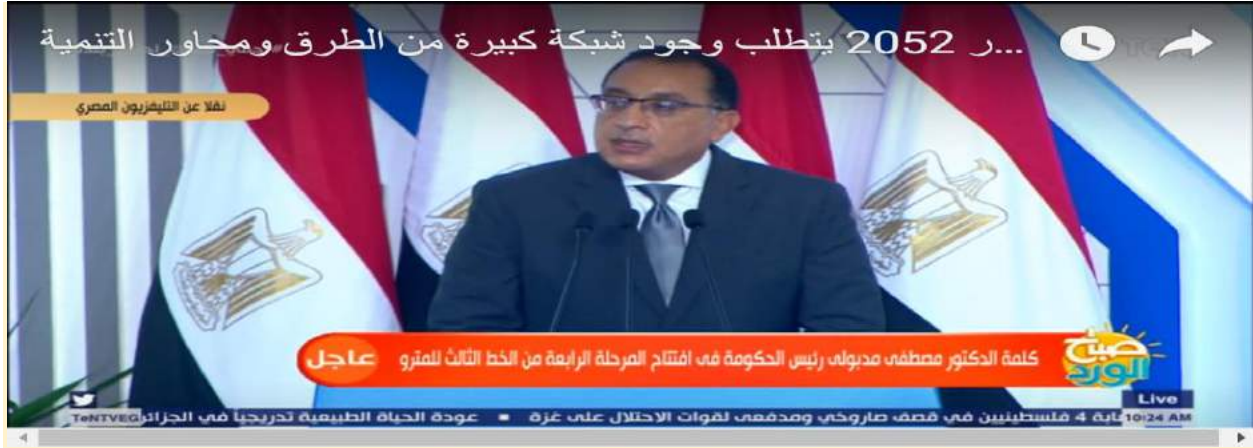 ...ر 2052 يتطلب وجود شبكة كبيرة من الطرق ومحاور التنمية
نقلا عن التليفزيون المصري
كلمة الدكتور مصطفى مدبولى رئيس الحكومة فى افتتاح المرحلة الرابعة من الخط الثالث للمترو
عاجل
صباح الورد
Live
10:24 AM
TeNTVEG
4 فلسطينيين في قصف صاروخي ومدفعي لقوات الاحتلال على غزة ▪ عودة الحياة الطبيعية تدريجياً في الجزائر